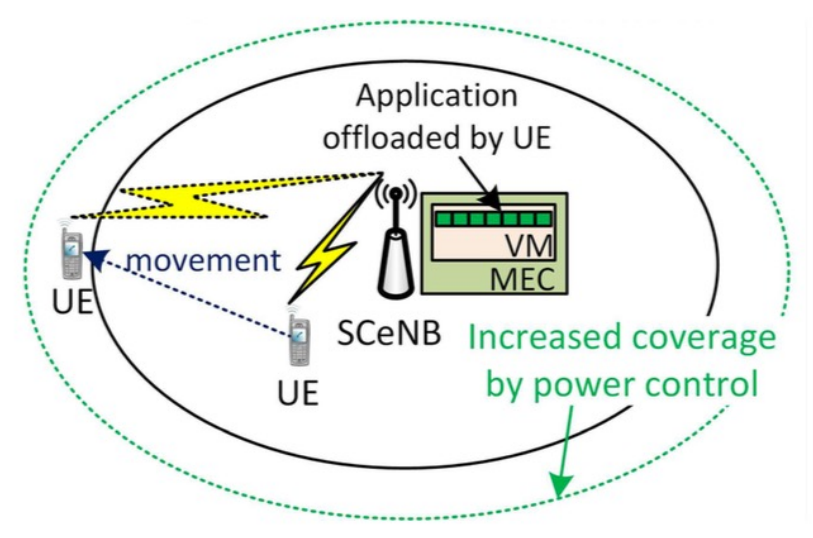 Application
offloaded by UE
movement
VM
MEC
UE
SCeNB
UE
Increased coverage
by power control